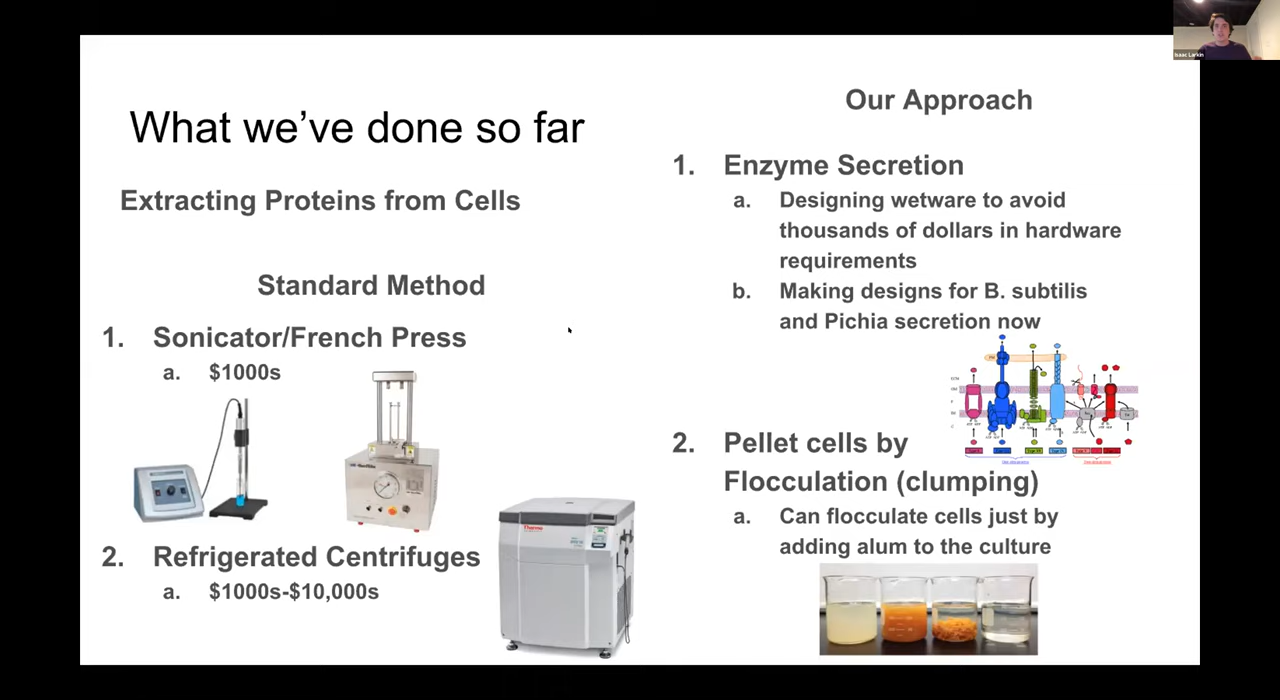 What we've done so far
Extracting Proteins from Cells
Standard Method
1. Sonicator/French Press
a. $1000s
2. Refrigerated Centrifuges
a. $1000s-$10,000s
Thermo
Our Approach
1. Enzyme Secretion
a. Designing wetware to avoid
thousands of dollars in hardware
requirements
b. Making designs for B. subtilis
and Pichia secretion now
2. Pellet cells by
Flocculation (clumping)
a. Can flocculate cells just by
adding alum to the culture
Isaac Larkin